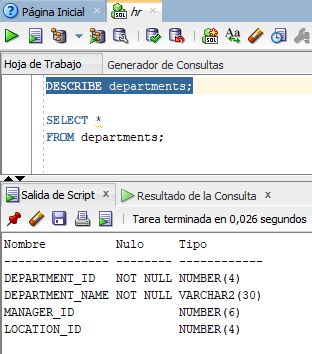 Página Inicial x hr x
Hoja de Trabajo Generador de Consultas
DESCRIBE departments;
SELECT *
FROM departments;
Salida de Script x Resultado de la Consulta x
Tarea terminada en 0,026 segundos
Nombre Nulo Tipo
--------------- -------- ------------
DEPARTMENT_ID NOT NULL NUMBER(4)
DEPARTMENT_NAME NOT NULL VARCHAR2(30)
MANAGER_ID NUMBER(6)
LOCATION_ID NUMBER(4)